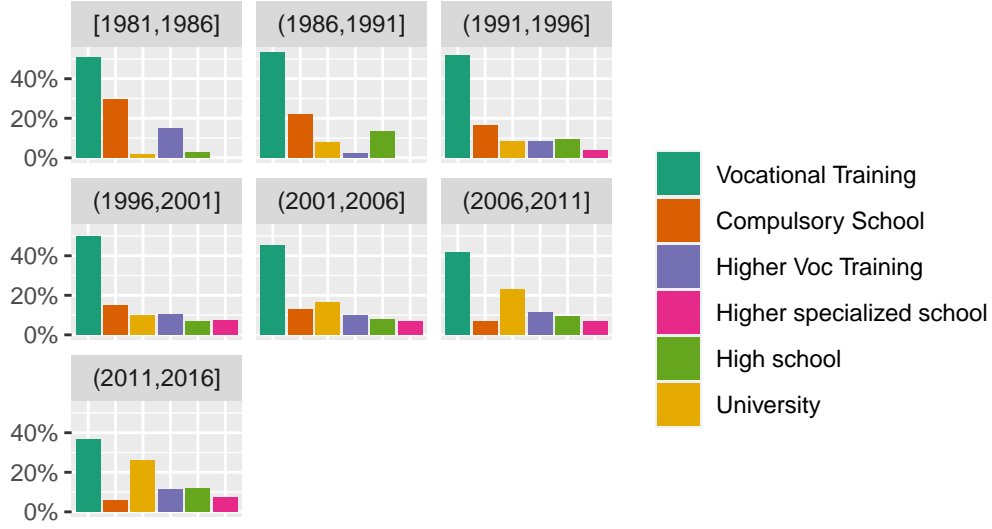 [1981,1986]
(1986,1991]
(1991,1996]
40%
20%
0%
(1996,2001]
(2001,2006]
(2006,2011]
40%
20%
0%
(2011,2016]
40%
20%
0%
Vocational Training
Compulsory School
Higher Voc Training
Higher specialized school
High school
University